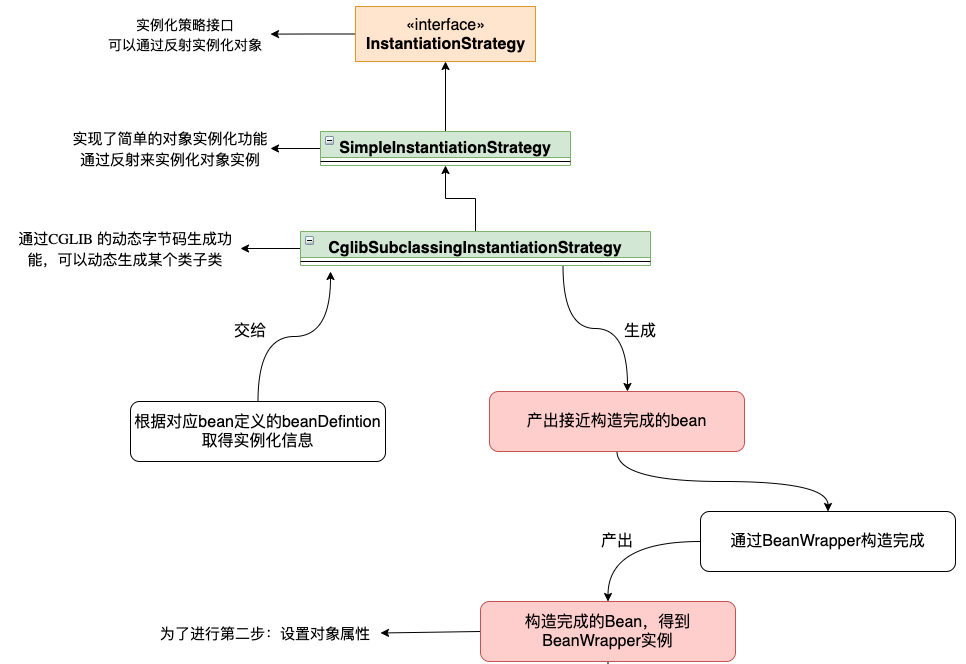 实例化策略接口
可以通过反射实例化对象
«interface»
InstantiationStrategy
实现了简单的对象实例化功能
通过反射来实例化对象实例
SimpleInstantiationStrategy
通过CGLIB 的动态字节码生成功
能，可以动态生成某个类子类
CglibSubclassingInstantiationStrategy
交给
生成
根据对应bean定义的beanDefintion
取得实例化信息
产出接近构造完成的bean
通过BeanWrapper构造完成
产出
构造完成的Bean，得到
BeanWrapper实例
为了进行第二步：设置对象属性